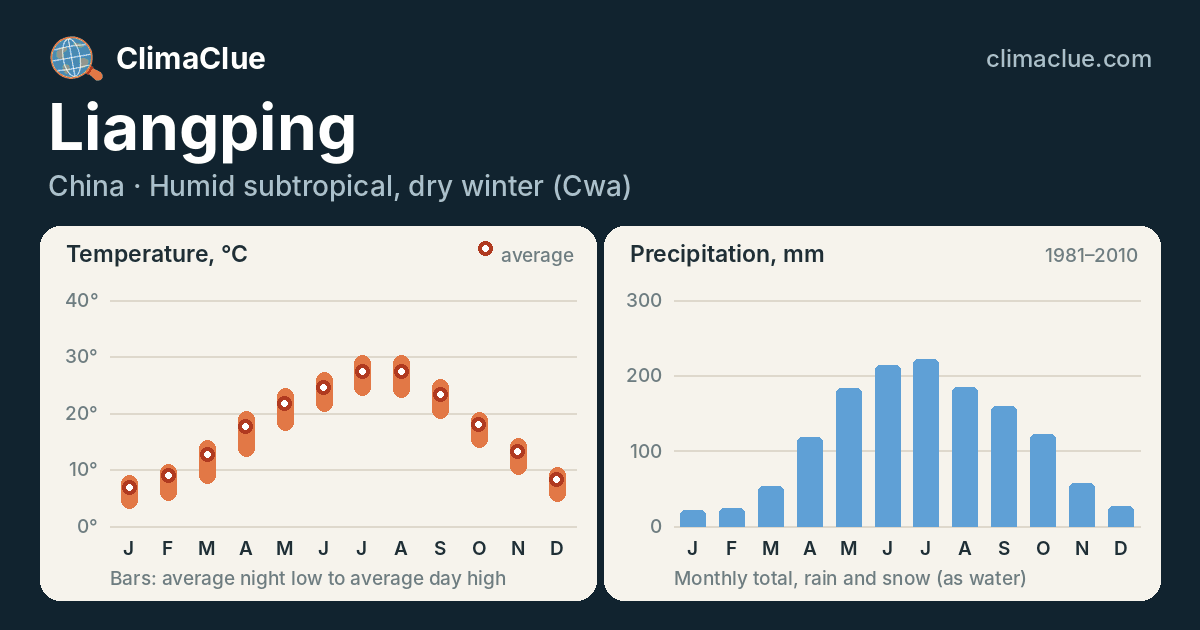 ClimaClue
climaclue.com
Liangping
China · Humid subtropical, dry winter (Cwa)
Temperature, °C
average
40°
30°
20°
10°
0°
J F M A M J J A S O N D
Bars: average night low to average day high
Precipitation, mm
1981–2010
300
200
100
0
J F M A M J J A S O N D
Monthly total, rain and snow (as water)